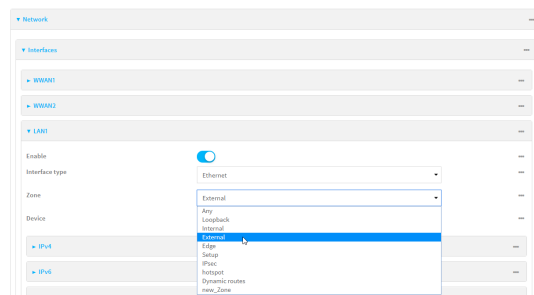 Network
Interfaces
WWAN1
WWAN2
LAN1
Enable
Interface type
Ethernet
Zone
External
Any
Loopback
Internal
External
Edge
Setup
IPsec
hotspot
Dynamic routes
new_Zone
Device
IPv4
IPv6